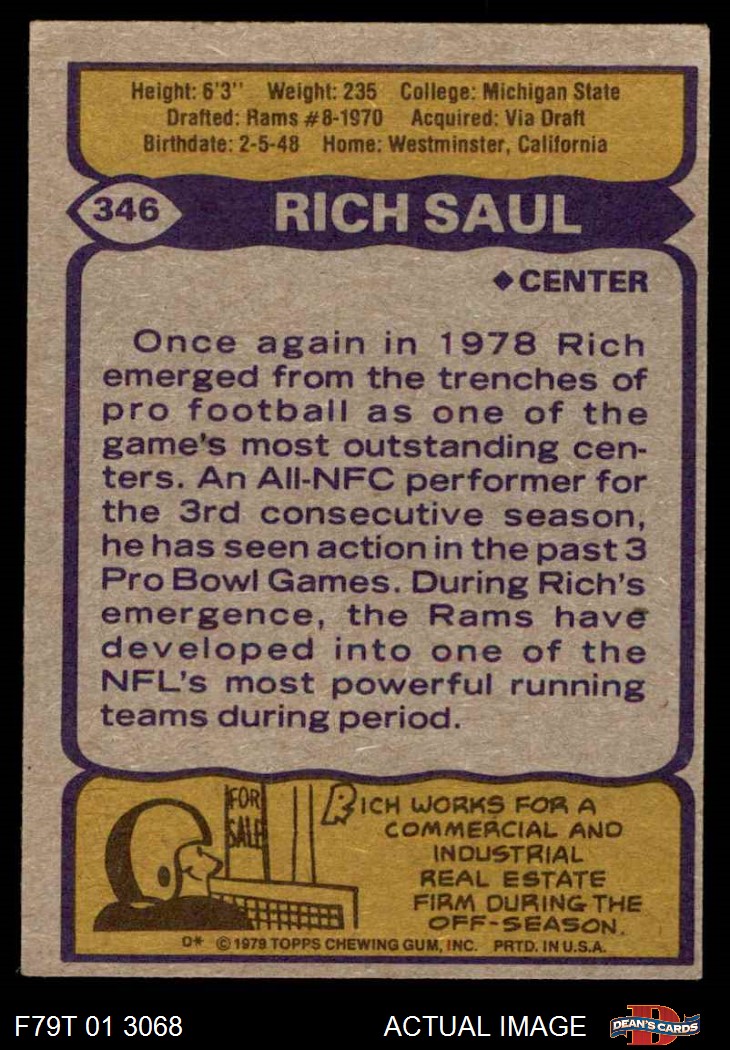 Height: 6'3" Weight: 235 College: Michigan State
Drafted: Rams #8-1970 Acquired: Via Draft
Birthdate: 2-5-48 Home: Westminster, California
346 RICH SAUL
◆CENTER
Once again in 1978 Rich
emerged from the trenches of
pro football as one of the
game's most outstanding cen-
ters. An All-NFC performer for
the 3rd consecutive season,
he has seen action in the past 3
Pro Bowl Games. During Rich's
emergence, the Rams have
developed into one of the
NFL's most powerful running
teams during period.
FOR
SALE
RICH WORKS FOR A
COMMERCIAL AND
INDUSTRIAL
REAL ESTATE
FIRM DURING THE
OFF-SEASON.
D* © 1979 TOPPS CHEWING GUM, INC. PRTD. IN U.S.A.
F79T 01 3068 ACTUAL IMAGE DEAN'S CARDS